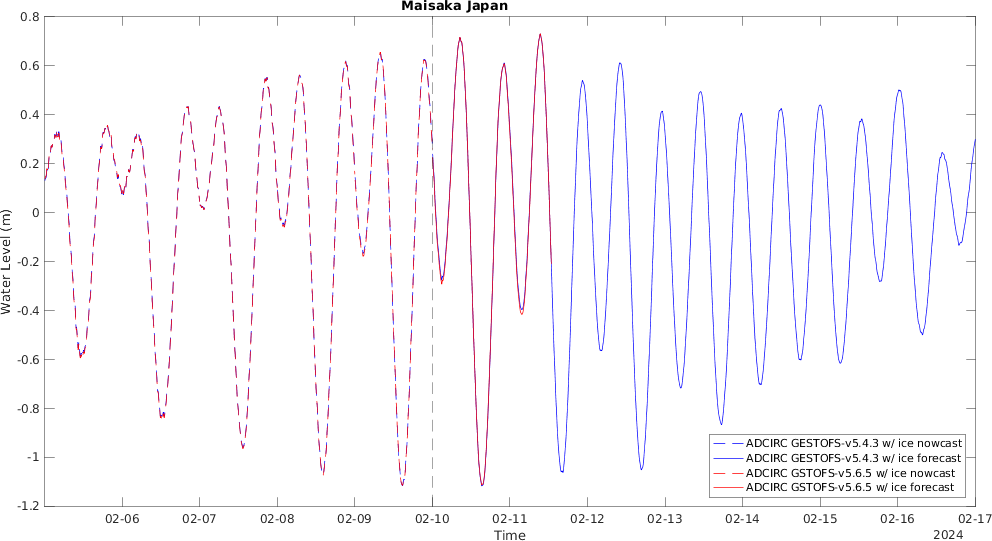 Maisaka Japan
0.8
0.6
0.4
0.2
0
-0.2
-0.4
-0.6
-0.8
-1
-1.2
Water Level (m)
ADCIRC GESTOFS-v5.4.3 w/ ice nowcast
ADCIRC GESTOFS-v5.4.3 w/ ice forecast
ADCIRC GSTOFS-v5.6.5 w/ ice nowcast
ADCIRC GSTOFS-v5.6.5 w/ ice forecast
02-06 02-07 02-08 02-09 02-10 02-11 02-12 02-13 02-14 02-15 02-16 02-17
Time
2024